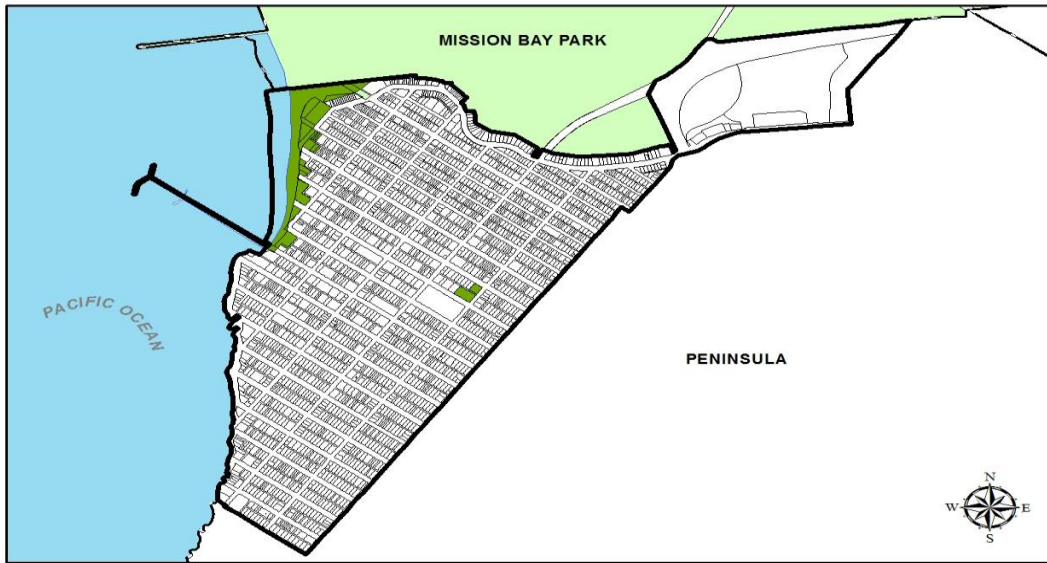 MISSION BAY PARK
PACIFIC OCEAN
PENINSULA
N
W E
S